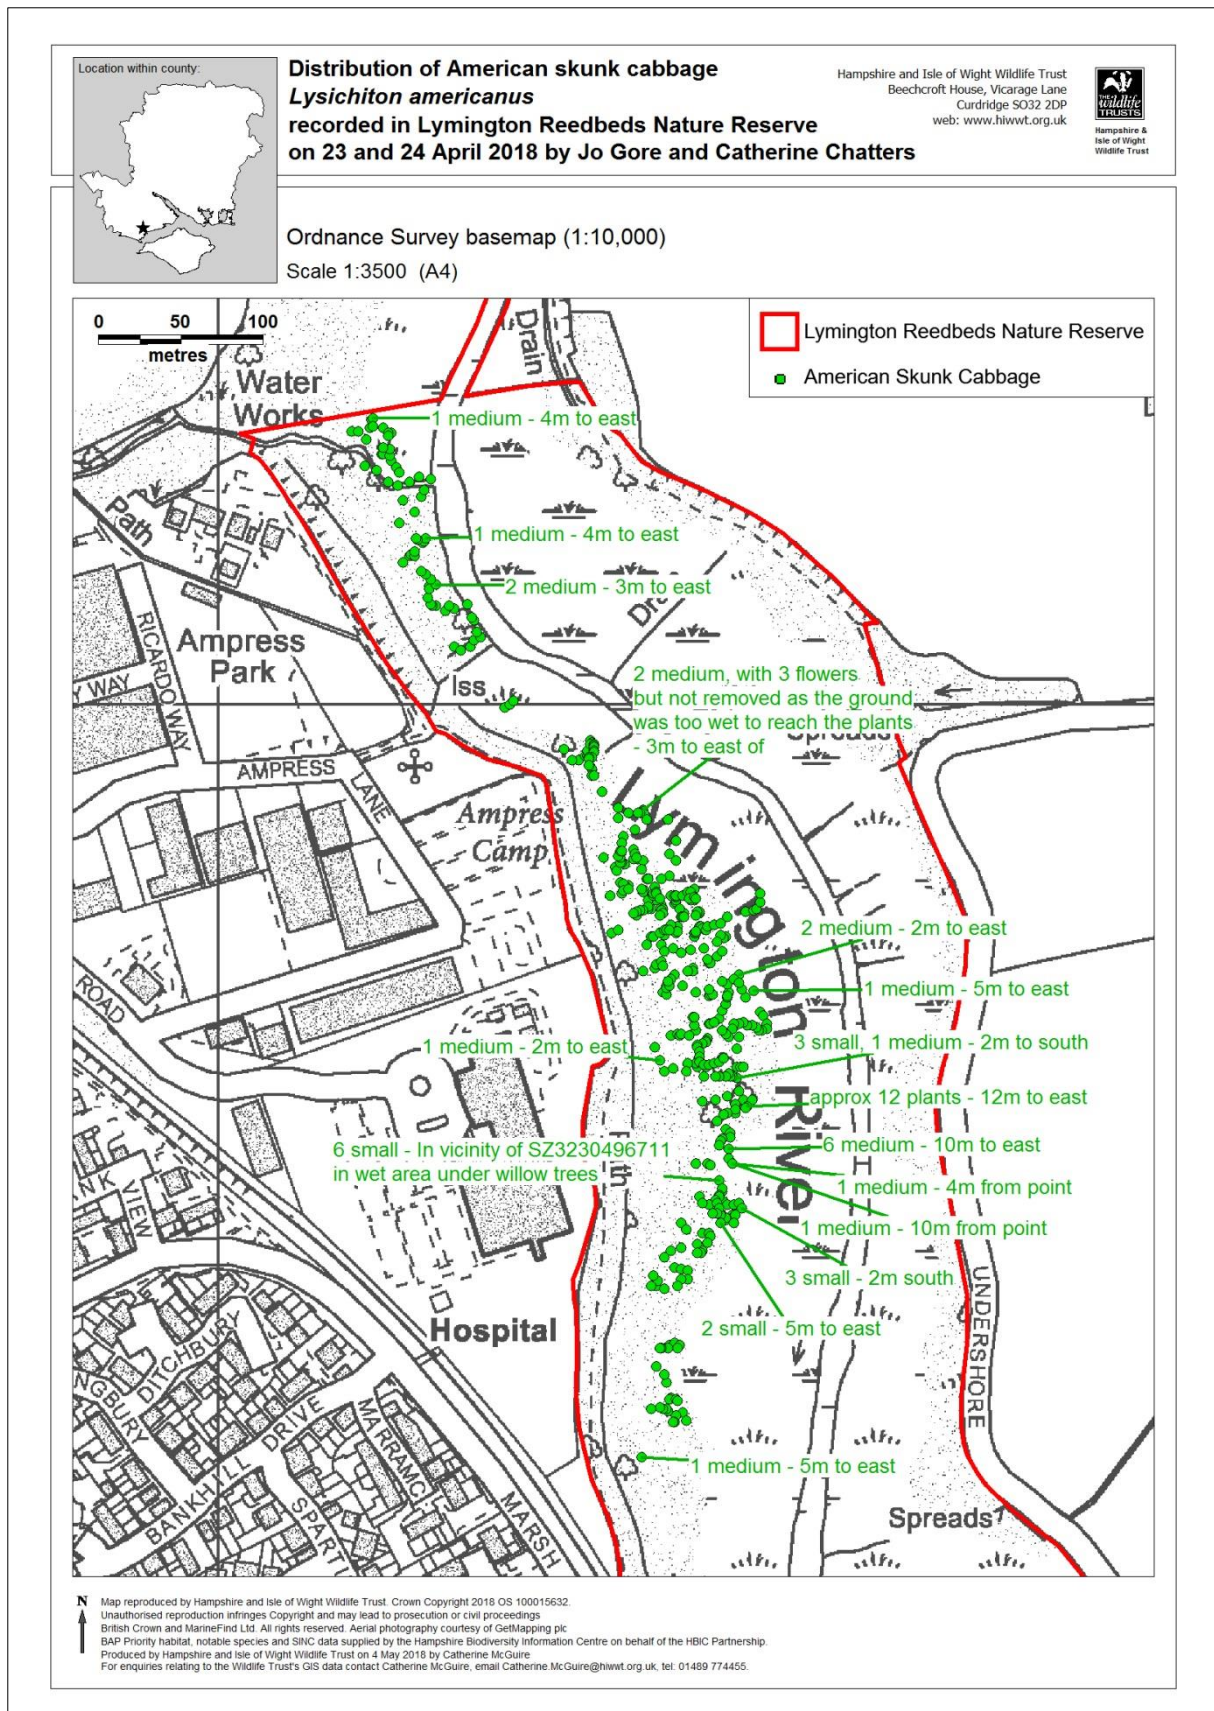 Location within county:
Distribution of American skunk cabbage
Lysichiton americanus
recorded in Lymington Reedbeds Nature Reserve
on 23 and 24 April 2018 by Jo Gore and Catherine Chatters
Hampshire and Isle of Wight Wildlife Trust
Beechcroft House, Vicarage Lane
Curdridge SO32 2DP
web: www.hiwwt.org.uk
THE
wildlife
TRUSTS
Hampshire &
Isle of Wight
Wildlife Trust
Ordnance Survey basemap (1:10,000)
Scale 1:3500 (A4)
0 50 100
metres
Lymington Reedbeds Nature Reserve
American Skunk Cabbage
Drain
Water
Works
1 medium - 4m to east
Path
1 medium - 4m to east
2 medium - 3m to east
Dra
RICARDO WAY
Ampress
Park
Y WAY
Iss
2 medium, with 3 flowers
but not removed as the ground
was too wet to reach the plants
- 3m to east of
Spreads
AMPRESS
LANE
Ampress
Camp
Lymington
River
2 medium - 2m to east
1 medium - 5m to east
ROAD
1 medium - 2m to east
3 small, 1 medium - 2m to south
approx 12 plants - 12m to east
6 small - In vicinity of SZ3230496711
in wet area under willow trees
th
6 medium - 10m to east
1 medium - 4m from point
1 medium - 10m from point
NK VIEW
3 small - 2m south
UNDERSHORE
2 small - 5m to east
Hospital
DITCHBURY
NGBURY
DRIVE
MARRAMC
1 medium - 5m to east
BANKHILL
SPARTI
MARSH
Spreads
N
Map reproduced by Hampshire and Isle of Wight Wildlife Trust. Crown Copyright 2018 OS 100015632.
Unauthorised reproduction infringes Copyright and may lead to prosecution or civil proceedings
British Crown and MarineFind Ltd. All rights reserved. Aerial photography courtesy of GetMapping plc
BAP Priority habitat, notable species and SINC data supplied by the Hampshire Biodiversity Information Centre on behalf of the HBIC Partnership.
Produced by Hampshire and Isle of Wight Wildlife Trust on 4 May 2018 by Catherine McGuire
For enquiries relating to the Wildlife Trust's GIS data contact Catherine McGuire, email Catherine.McGuire@hiwwt.org.uk, tel: 01489 774455.